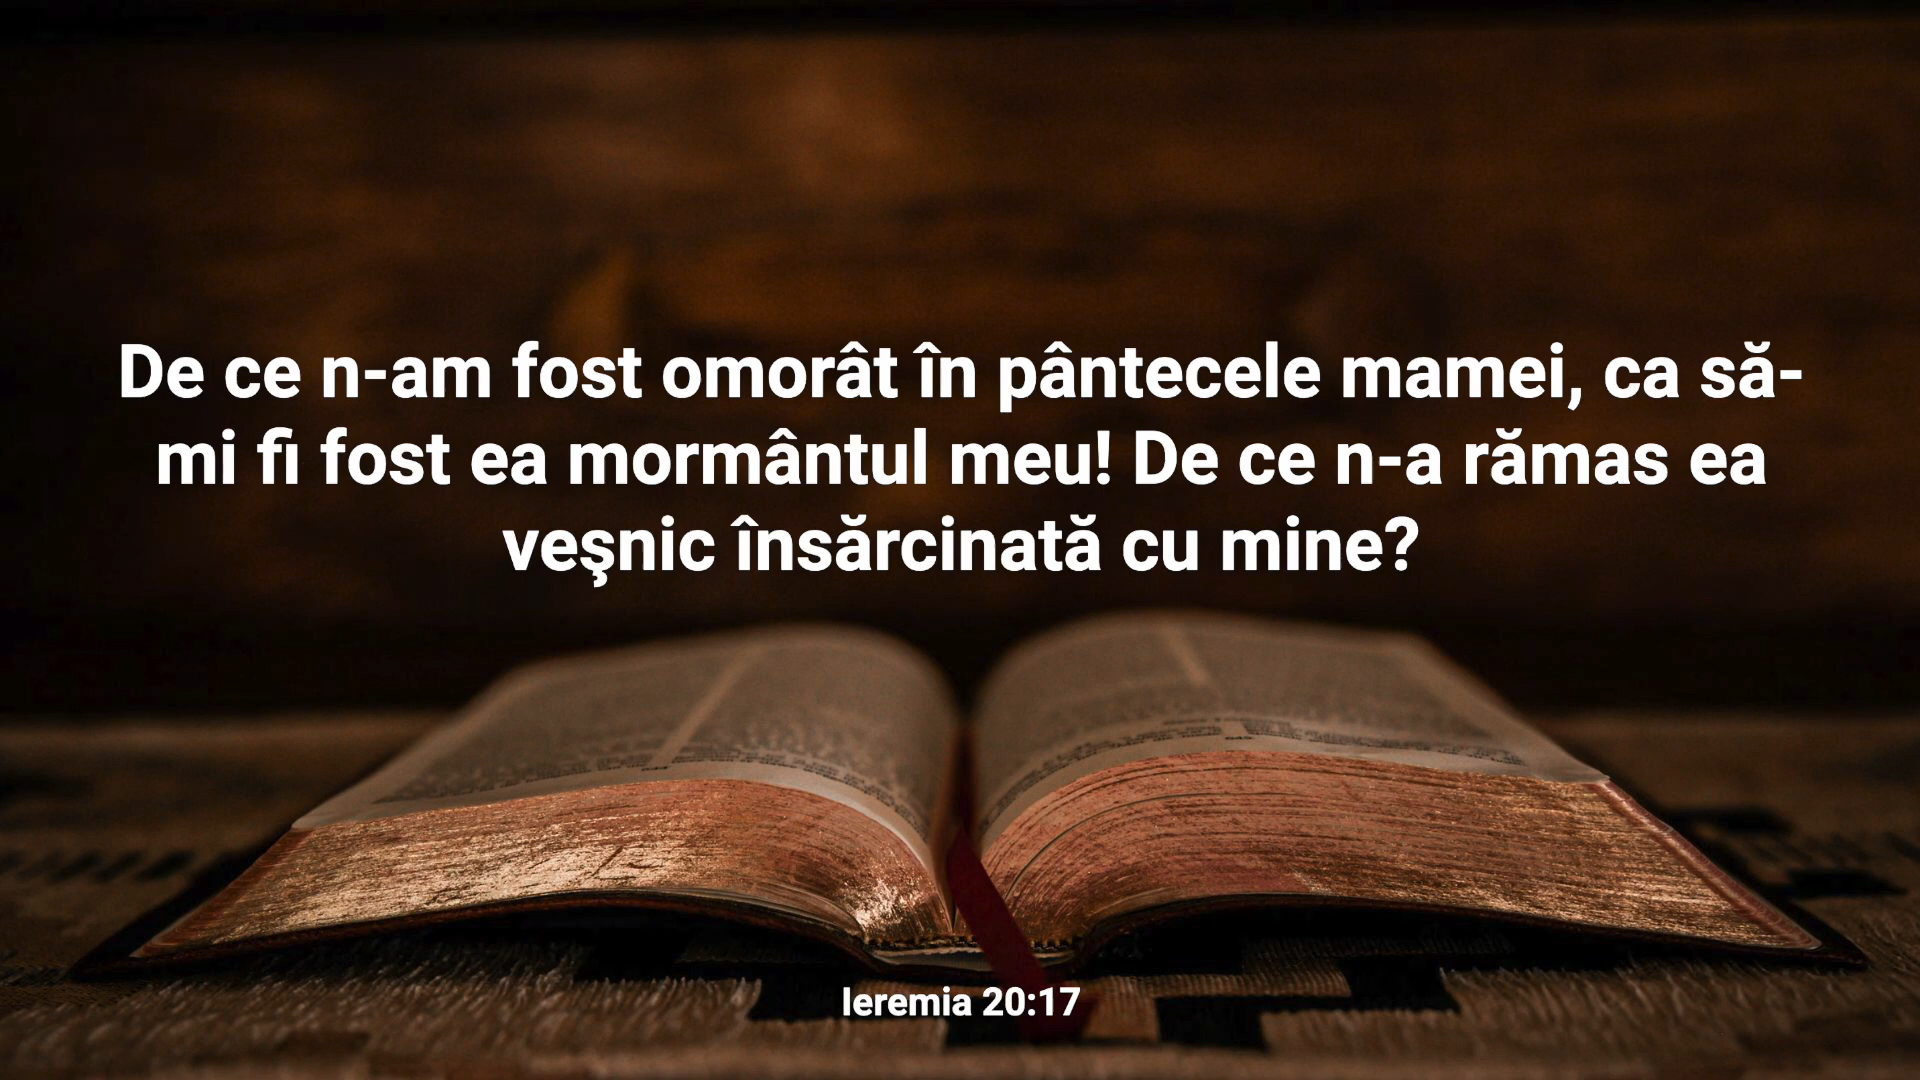 De ce n-am fost omorât în pântecele mamei, ca să-
mi fi fost ea mormântul meu! De ce n-a rămas ea
veşnic însărcinată cu mine?
Ieremia 20:17